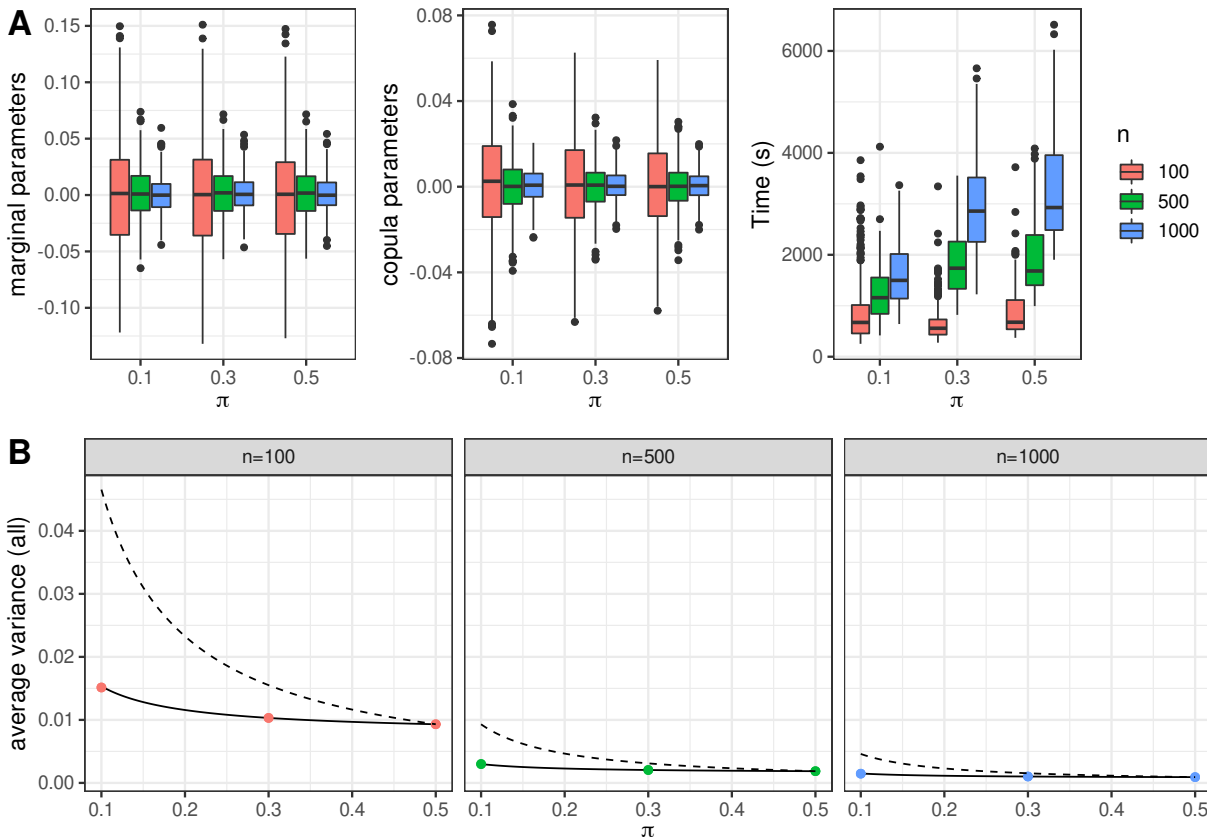 A
marginal parameters
0.15
0.10
0.05
0.00
-0.05
-0.10
0.1 0.3 0.5
π
copula parameters
0.08
0.04
0.00
-0.04
-0.08
0.1 0.3 0.5
π
Time (s)
6000
4000
2000
0
0.1 0.3 0.5
π
n
100
500
1000
B
n=100 n=500 n=1000
average variance (all)
0.04
0.03
0.02
0.01
0.00
0.1 0.2 0.3 0.4 0.5 0.1 0.2 0.3 0.4 0.5 0.1 0.2 0.3 0.4 0.5
π